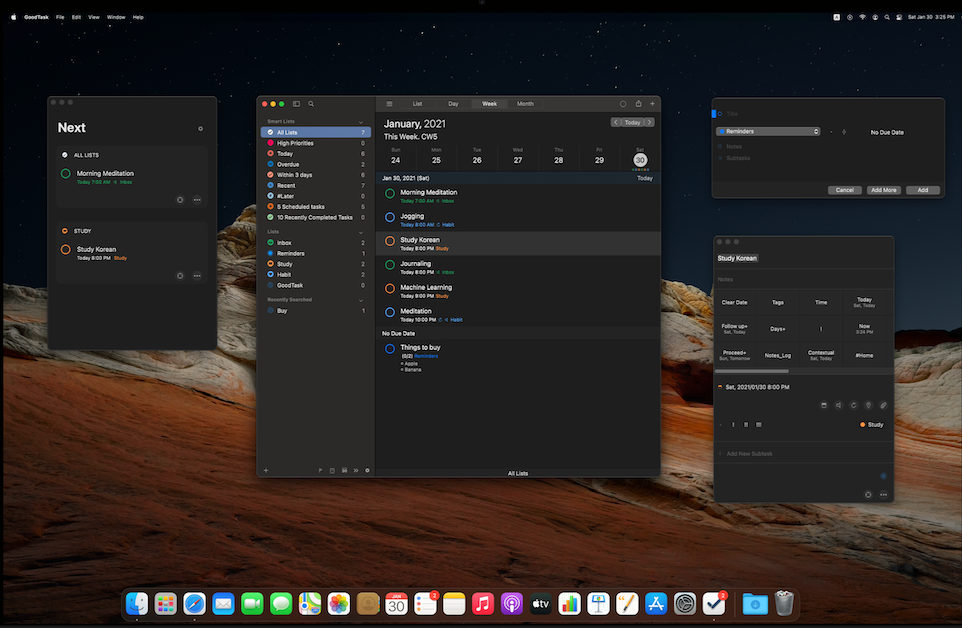 GoodTask File Edit View Window Help
A Sat Jan 30 3:25 PM
Next
ALL LISTS
Morning Meditation
Today 7:00 AM Inbox
STUDY
Study Korean
Today 8:00 PM Study
Smart Lists
All Lists 7
High Priorities 0
Today 6
Overdue 2
Within 3 days 6
Recent 7
#Later 0
5 Scheduled tasks 5
10 Recently Completed Tasks 0
Lists
Inbox 2
Reminders 1
Study 2
Habit 2
GoodTask 0
Recently Searched
Buy 1
List Day Week Month
January, 2021
Today
This Week. CW5
Sun Mon Tue Wed Thu Fri Sat
24 25 26 27 28 29 30
Jan 30, 2021 (Sat) Today
Morning Meditation
Today 7:00 AM Inbox
Jogging
Today 8:00 AM Habit
Study Korean
Today 8:00 PM Study
Journaling
Today 8:00 PM Inbox
Machine Learning
Today 9:00 PM Study
Meditation
Today 10:00 PM Habit
No Due Date
Things to buy
(0/2) Reminders
Apple
Banana
All Lists
Title
Reminders
No Due Date
Notes
Subtasks
Cancel Add More Add
Study Korean
Notes
Clear Date Tags Time Today
Sat, Today
Follow up+ Days+ ! Now
Sat, Today 3:24 PM
Proceed+ Notes_Log Contextual #Home
Sun, Tomorrow Sat, Today
Sat, 2021/01/30 8:00 PM
! !! !!!
Study
Add New Subtask
JAN
30
2
tv
2